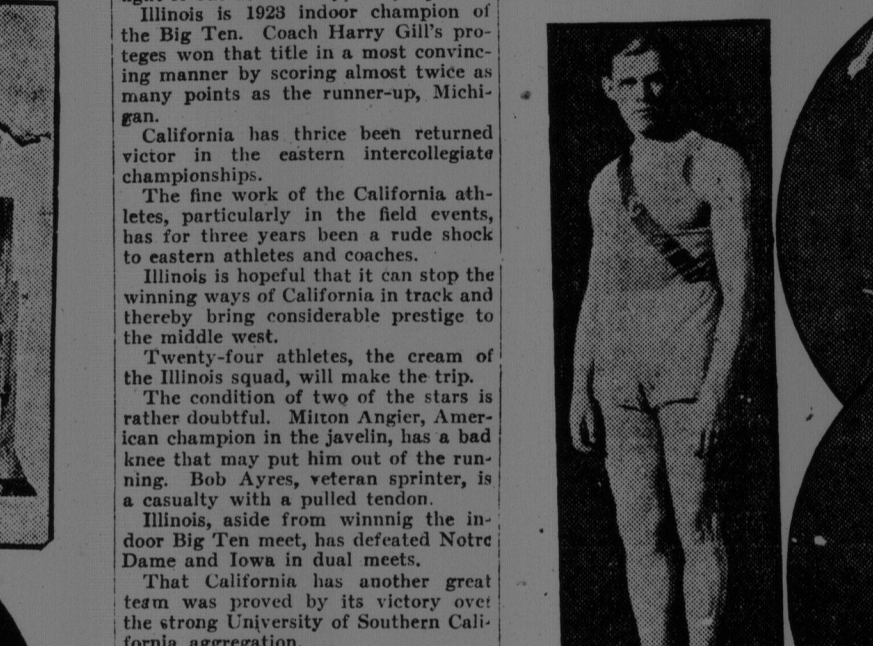 Illinois is 1923 indoor champion of
the Big Ten. Coach Harry Gill's pro-
teges won that title in a most convinc-
ing manner by scoring almost twice as
many points as the runner-up, Michi-
gan.
California has thrice been returned
victor in the eastern intercollegiate
championships.
The fine work of the California ath-
letes, particularly in the field events,
has for three years been a rude shock
to eastern athletes and coaches.
Illinois is hopeful that it can stop the
winning ways of California in track and
thereby bring considerable prestige to
the middle west.
Twenty-four athletes, the cream of
the Illinois squad, will make the trip.
The condition of two of the stars is
rather doubtful. Milton Angier, Amer-
ican champion in the javelin, has a bad
knee that may put him out of the run-
ning. Bob Ayres, veteran sprinter, is
a casualty with a pulled tendon.
Illinois, aside from winnnig the in-
door Big Ten meet, has defeated Notre
Dame and Iowa in dual meets.
That California has another great
team was proved by its victory over
the strong University of Southern Cali-
fornia aggregation.